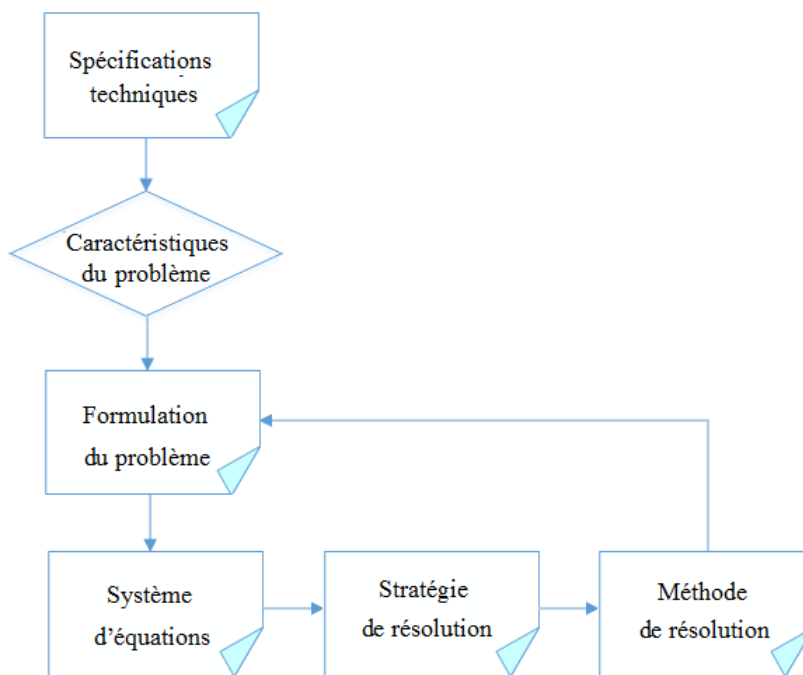 Spécifications
techniques
Caractéristiques
du problème
Formulation
du problème
Système
d'équations
Stratégie
de résolution
Méthode
de résolution